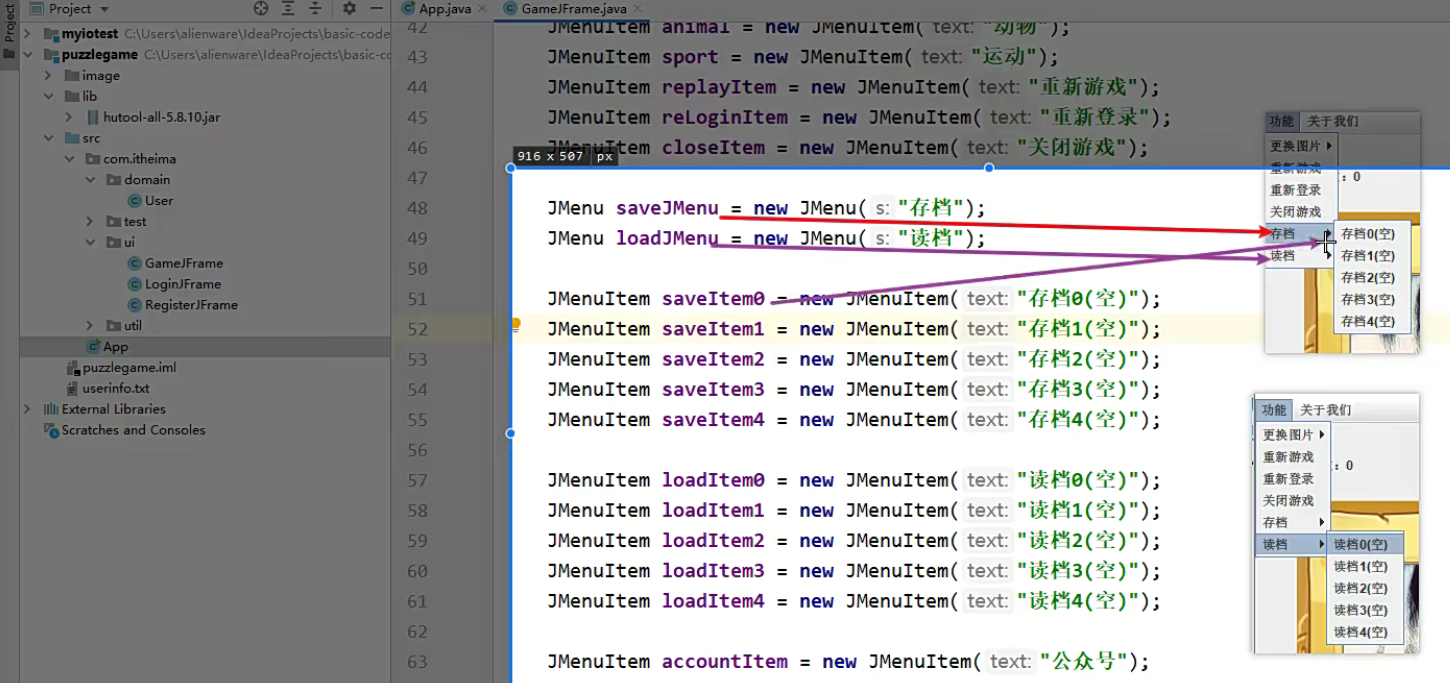 Project
Project
App.java
GameJFrame.java
myiotest C:\Users\alienware\IdeaProjects\basic-code
puzzlegame C:\Users\alienware\IdeaProjects\basic-cc
image
lib
hutool-all-5.8.10.jar
src
com.itheima
domain
User
test
ui
GameJFrame
LoginJFrame
RegisterJFrame
util
App
puzzlegame.iml
userinfo.txt
External Libraries
Scratches and Consoles
42 JMenuItem animal = new JMenuItem( text: "动物");
43 JMenuItem sport = new JMenuItem( text: "运动");
44 JMenuItem replayItem = new JMenuItem( text: "重新游戏");
45 JMenuItem reLoginItem = new JMenuItem( text: "重新登录");
46 JMenuItem closeItem = new JMenuItem( text: "关闭游戏");
916 x 507 px
47
48 JMenu saveJMenu = new JMenu( s: "存档");
49 JMenu loadJMenu = new JMenu( s: "读档");
50
51 JMenuItem saveItem0 = new JMenuItem( text: "存档0(空)");
52 JMenuItem saveItem1 = new JMenuItem( text: "存档1(空)");
53 JMenuItem saveItem2 = new JMenuItem( text: "存档2(空)");
54 JMenuItem saveItem3 = new JMenuItem( text: "存档3(空)");
55 JMenuItem saveItem4 = new JMenuItem( text: "存档4(空)");
56
57 JMenuItem loadItem0 = new JMenuItem( text: "读档0(空)");
58 JMenuItem loadItem1 = new JMenuItem( text: "读档1(空)");
59 JMenuItem loadItem2 = new JMenuItem( text: "读档2(空)");
60 JMenuItem loadItem3 = new JMenuItem( text: "读档3(空)");
61 JMenuItem loadItem4 = new JMenuItem( text: "读档4(空)");
62
63 JMenuItem accountItem = new JMenuItem( text: "公众号");
功能 关于我们
更换图片
重新游戏
: 0
重新登录
关闭游戏
存档 存档0(空)
读档 存档1(空)
存档2(空)
存档3(空)
存档4(空)
功能 关于我们
更换图片
重新游戏
: 0
重新登录
关闭游戏
存档
读档 读档0(空)
读档1(空)
读档2(空)
读档3(空)
读档4(空)